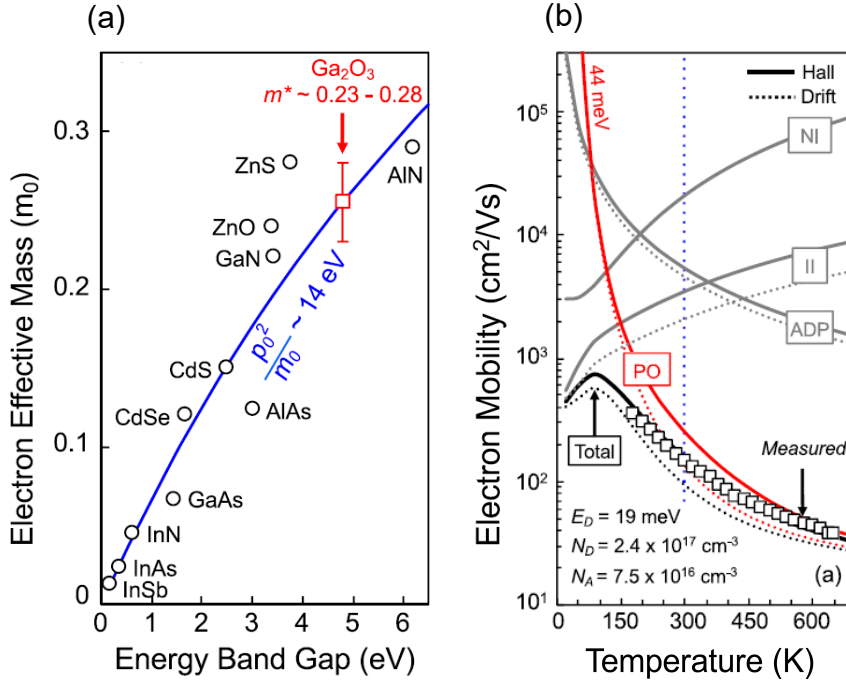 (a)
Electron Effective Mass (m₀)
0.3
0.2
0.1
0
Ga₂O₃
m* ~ 0.23 - 0.28
ZnS
AlN
ZnO
GaN
p₀²/m₀ ~ 14 eV
CdS
CdSe
AlAs
GaAs
InN
InAs
InSb
0 1 2 3 4 5 6
Energy Band Gap (eV)
(b)
Electron Mobility (cm²/Vs)
10⁵
10⁴
10³
10²
10¹
44 meV
Hall
Drift
NI
II
ADP
PO
Total
Measured
E_D = 19 meV
N_D = 2.4 x 10¹⁷ cm⁻³
N_A = 7.5 x 10¹⁶ cm⁻³
(a)
0 150 300 450 600
Temperature (K)